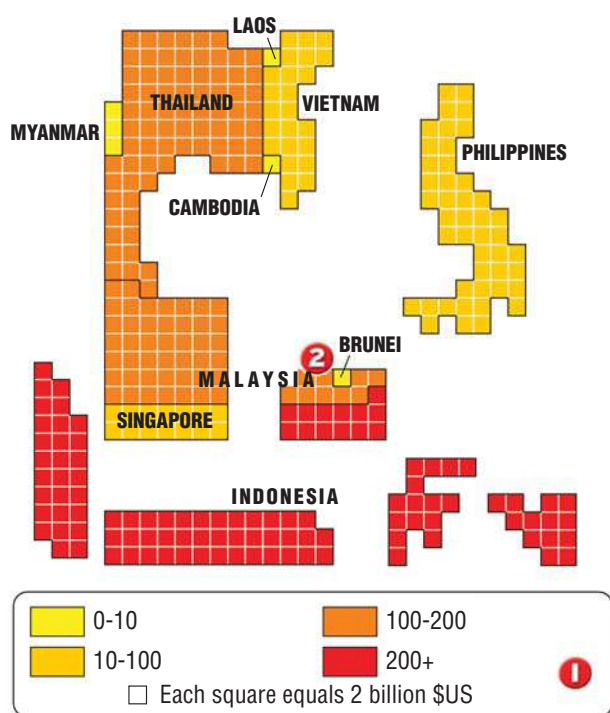 LAOS
THAILAND
VIETNAM
MYANMAR
PHILIPPINES
CAMBODIA
2
BRUNEI
MALAYSIA
SINGAPORE
INDONESIA
0-10
100-200
10-100
200+
1
Each square equals 2 billion $US